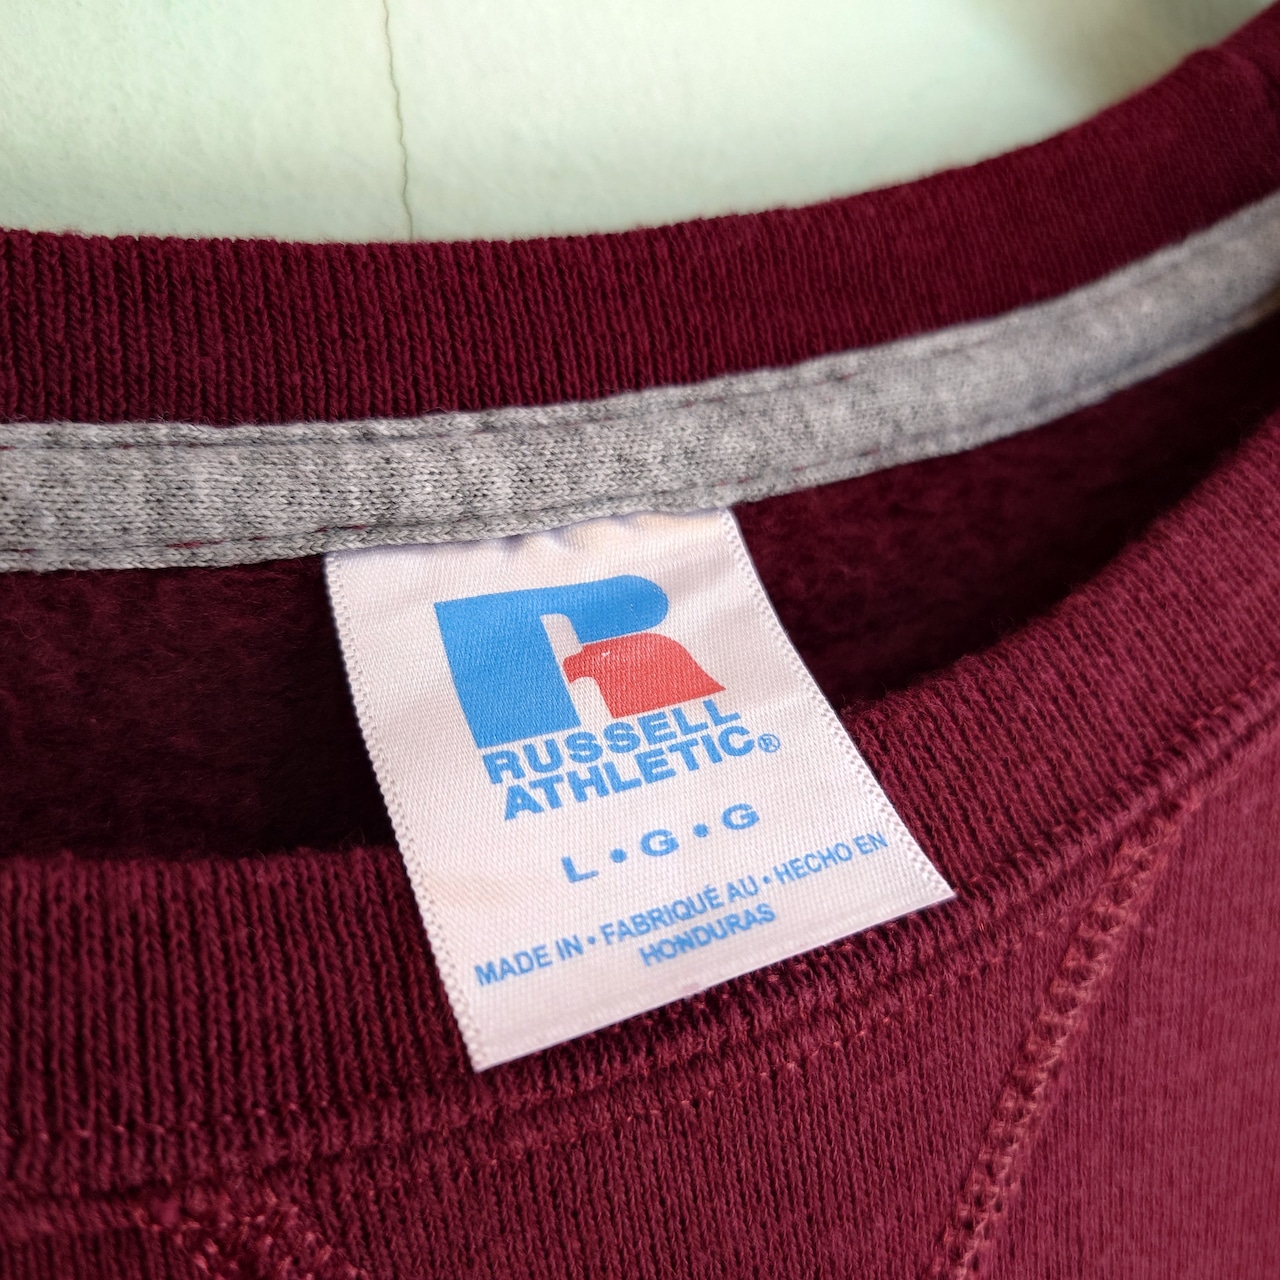 RUSSELL
ATHLETIC®
L•G•G
MADE IN • FABRIQUÉ AU • HECHO EN
HONDURAS